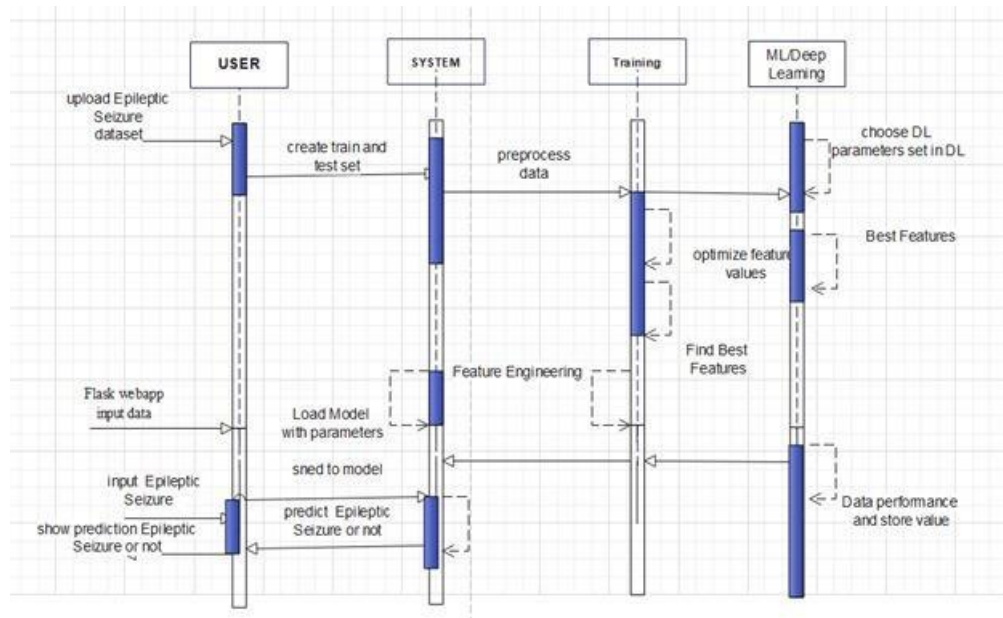 USER
SYSTEM
Training
ML/Deep
Learning
upload Epileptic
Seizure
dataset
create train and
test set
preprocess
data
choose DL
parameters set in DL
Best Features
optimize feature
values
Find Best
Features
Feature Engineering
Flask webapp
input data
Load Model
with parameters
sned to model
input Epileptic
Seizure
predict Epileptic
Seizure or not
show prediction Epileptic
Seizure or not
Data performance
and store value